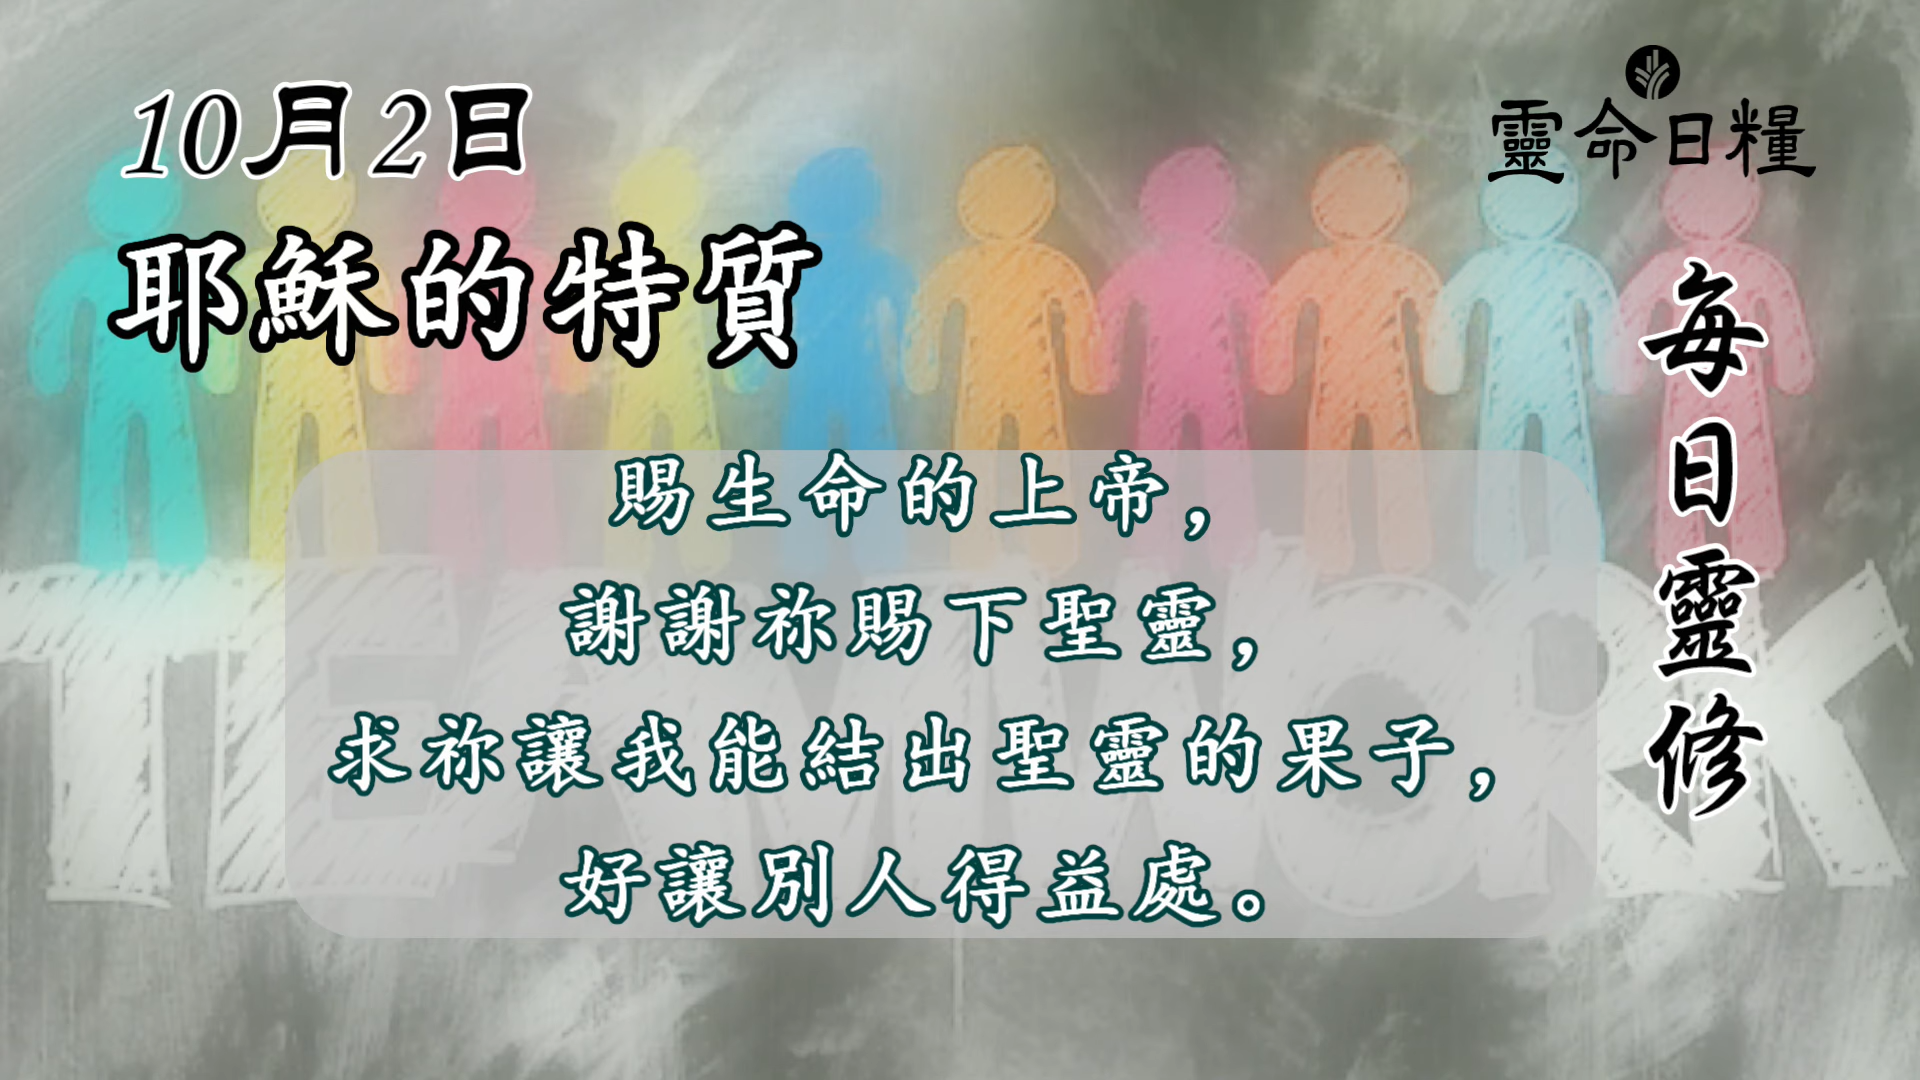 10月2日
靈命日糧
耶穌的特質
每日靈修
賜生命的上帝，
謝謝祢賜下聖靈，
求祢讓我能結出聖靈的果子，
好讓別人得益處。
TEAMWORK